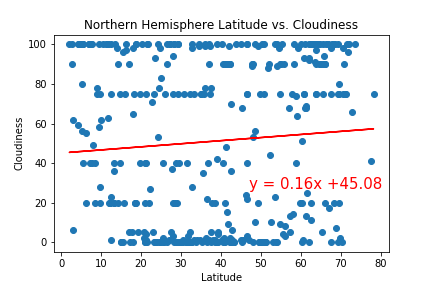 Northern Hemisphere Latitude vs. Cloudiness
100
80
60
40
20
0
Cloudiness
y = 0.16x +45.08
0 10 20 30 40 50 60 70 80
Latitude